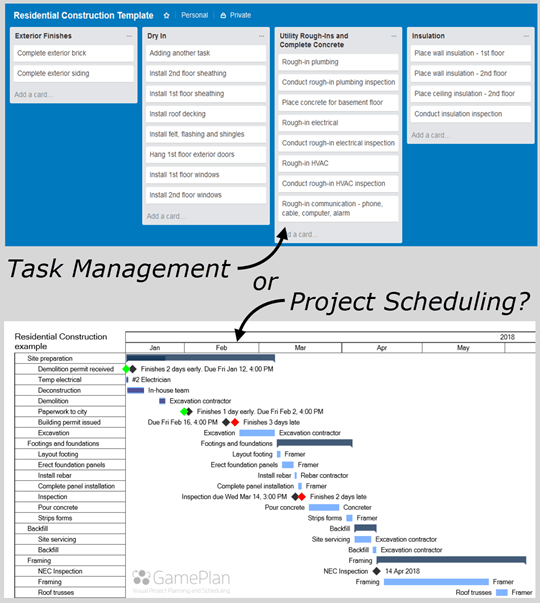 Residential Construction Template ☆ Personal Private
Exterior Finishes ...
Complete exterior brick
Complete exterior siding
Add a card...
Dry In ...
Adding another task
Install 2nd floor sheathing
Install 1st floor sheathing
Install roof decking
Install felt, flashing and shingles
Hang 1st floor exterior doors
Install 1st floor windows
Install 2nd floor windows
Add a card...
Utility Rough-Ins and ...
Complete Concrete
Rough-in plumbing
Conduct rough-in plumbing inspection
Place concrete for basement floor
Rough-in electrical
Conduct rough-in electrical inspection
Rough-in HVAC
Conduct rough-in HVAC inspection
Rough-in communication - phone,
cable, computer, alarm
d a card...
Insulation ...
Place wall insulation - 1st floor
Place wall insulation - 2nd floor
Place ceiling insulation - 2nd floor
Conduct insulation inspection
Add a card...
Task Management
or
Project Scheduling?
Residential Construction
example
2018
Jan Feb Mar Apr May
Site preparation
Demolition permit received Finishes 2 days early. Due Fri Jan 12, 4:00 PM
Temp electrical #2 Electrician
Deconstruction In-house team
Demolition Excavation contractor
Paperwork to city Finishes 1 day early. Due Fri Feb 2, 4:00 PM
Building permit issued Due Fri Feb 16, 4:00 PM Finishes 3 days late
Excavation Excavation Excavation contractor
Footings and foundations Footings and foundations
Layout footing Layout footing Framer
Erect foundation panels Erect foundation panels Framer
Install rebar Install rebar Rebar contractor
Complete panel installation Complete panel installation Framer
Inspection Inspection due Wed Mar 14, 3:00 PM Finishes 2 days late
Pour concrete Pour concrete Concreter
Strips forms Strips forms Framer
Backfill Backfill
Site servicing Site servicing Excavation contractor
Backfill Backfill Excavation contractor
Framing Framing
NEC Inspection NEC Inspection 14 Apr 2018
Framing Framing Framer
Roof trusses Roof trusses Framer
GamePlan
Visual Project Planning and Scheduling